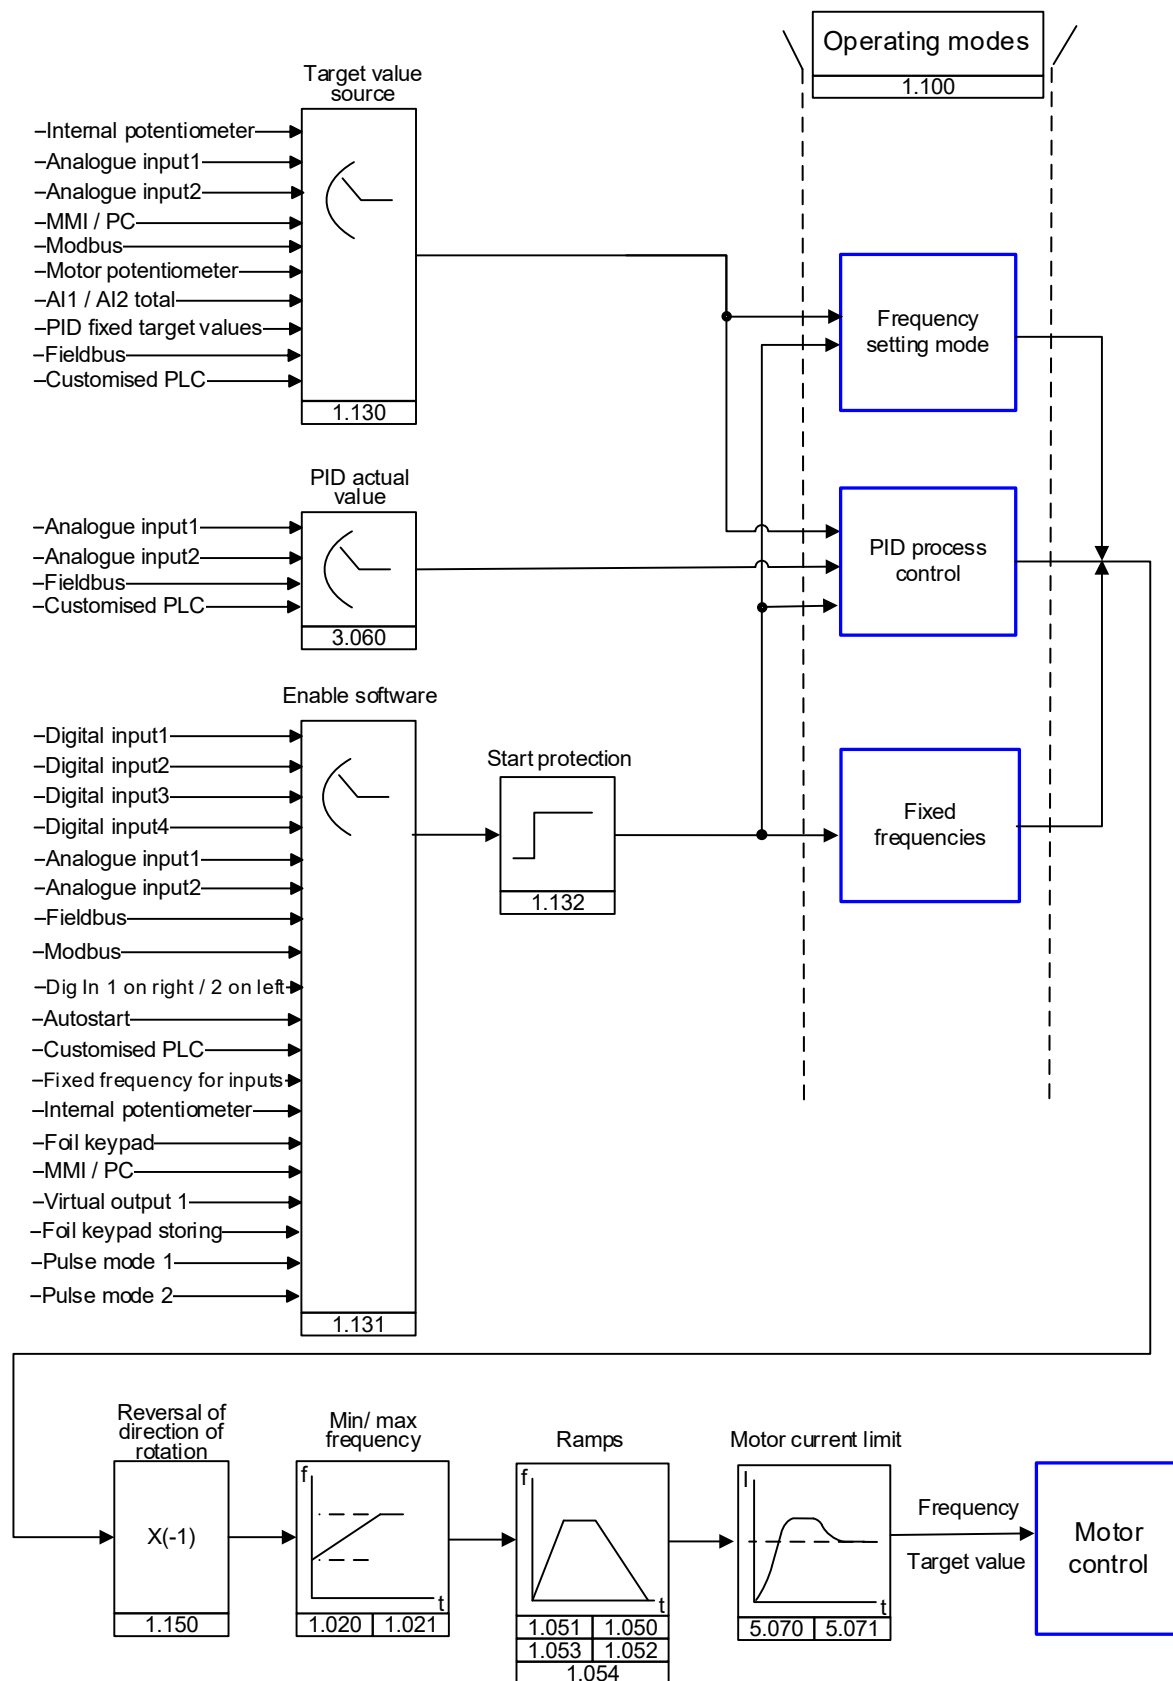 Operating modes
1.100
Target value
source
Internal potentiometer
Analogue input1
Analogue input2
MMI / PC
Modbus
Motor potentiometer
AI1 / AI2 total
PID fixed target values
Fieldbus
Customised PLC
1.130
Frequency
setting mode
PID actual
value
Analogue input1
Analogue input2
Fieldbus
Customised PLC
3.060
PID process
control
Enable software
Digital input1
Digital input2
Digital input3
Digital input4
Analogue input1
Analogue input2
Fieldbus
Modbus
Dig In 1 on right / 2 on left
Autostart
Customised PLC
Fixed frequency for inputs
Internal potentiometer
Foil keypad
MMI / PC
Virtual output 1
Foil keypad storing
Pulse mode 1
Pulse mode 2
1.131
Start protection
1.132
Fixed
frequencies
Reversal of
direction of
rotation
X(-1)
1.150
Min/ max
frequency
f
t
1.020 1.021
Ramps
f
t
1.051 1.050
1.053 1.052
1.054
Motor current limit
I
t
5.070 5.071
Frequency
Target value
Motor
control